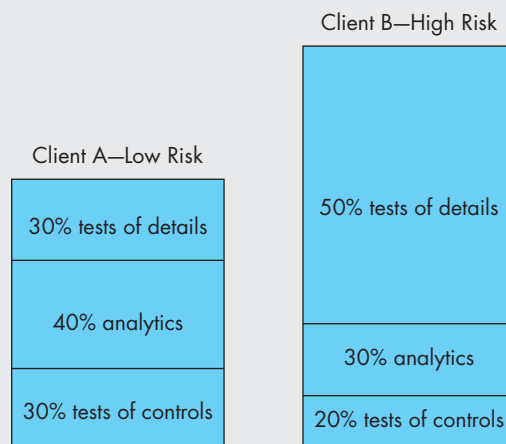 Client B—High Risk
Client A—Low Risk
30% tests of details
40% analytics
30% tests of controls
50% tests of details
30% analytics
20% tests of controls